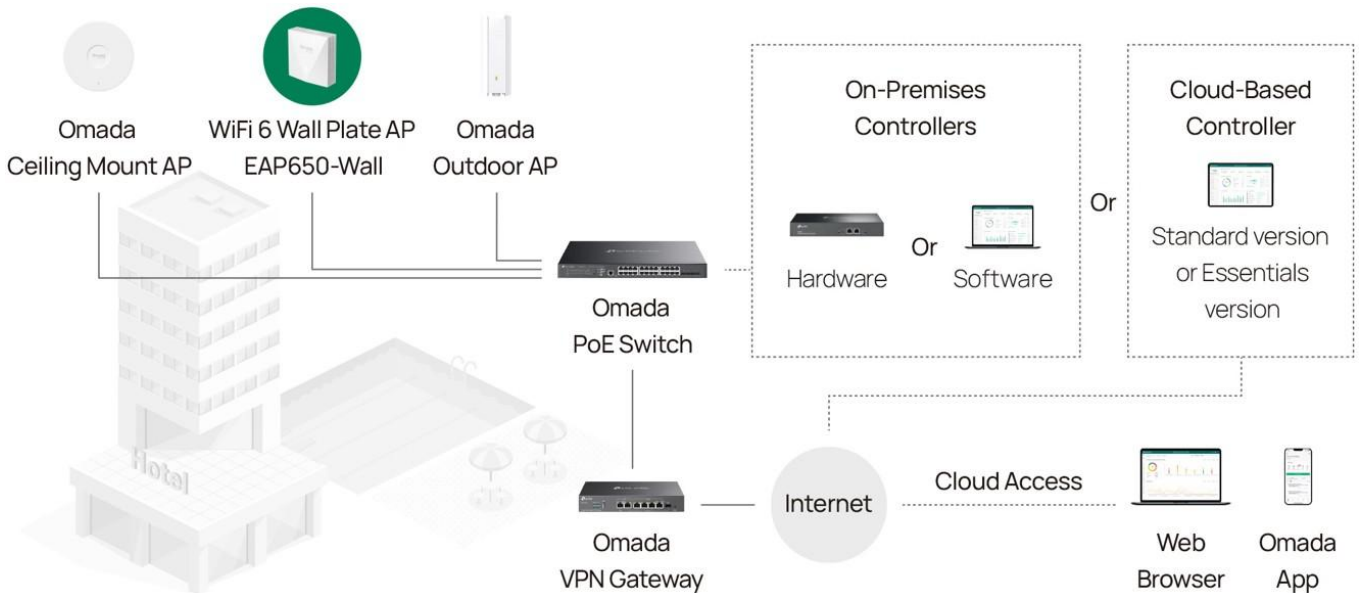 Omada
Ceiling Mount AP
WiFi 6 Wall Plate AP
EAP650-Wall
Omada
Outdoor AP
Omada
PoE Switch
On-Premises
Controllers
Hardware
Or
Software
Or
Cloud-Based
Controller
Standard version
or Essentials
version
Hotel
Omada
VPN Gateway
Internet
Cloud Access
Web
Browser
Omada
App